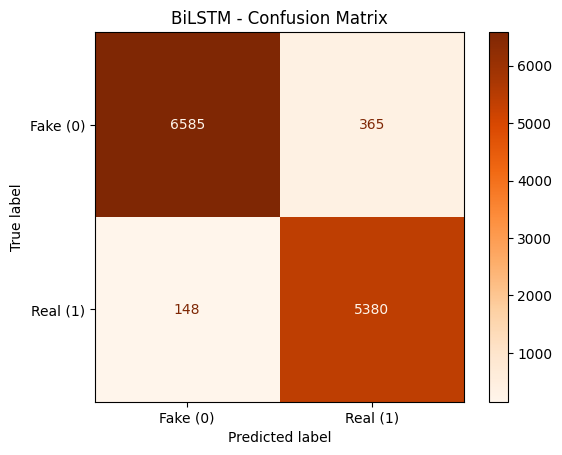 BiLSTM - Confusion Matrix
Fake (0)
6585
365
Real (1)
148
5380
Fake (0)
Real (1)
True label
Predicted label
6000
5000
4000
3000
2000
1000